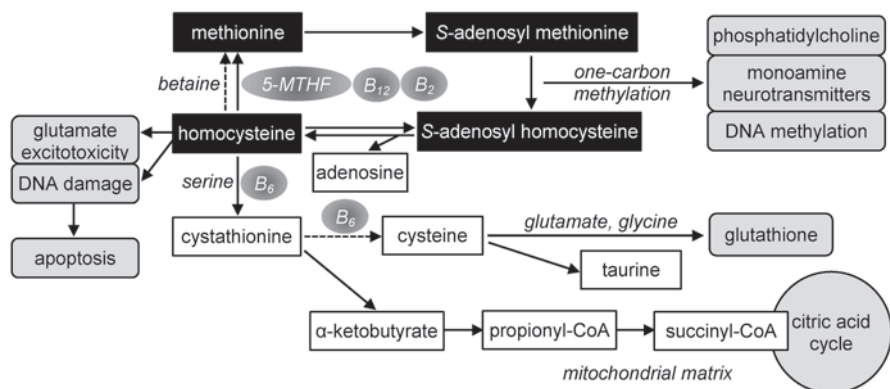 methionine
S-adenosyl methionine
phosphatidylcholine
betaine
5-MTHF
B12
B2
one-carbon
methylation
monoamine
neurotransmitters
DNA methylation
glutamate
excitotoxicity
homocysteine
S-adenosyl homocysteine
DNA damage
serine
B6
adenosine
apoptosis
cystathionine
B6
cysteine
glutamate, glycine
glutathione
taurine
α-ketobutyrate
propionyl-CoA
succinyl-CoA
citric acid
cycle
mitochondrial matrix